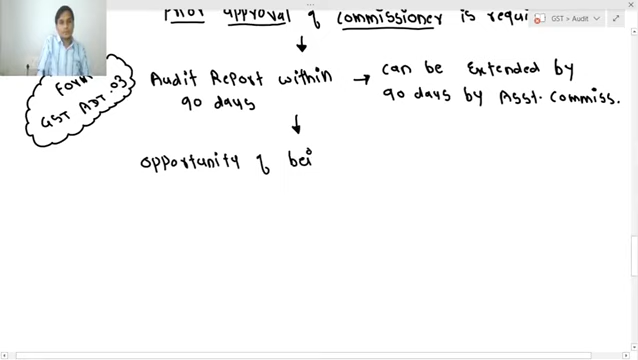 Prior approval of commissioner is requi
GST > Audit
Form
GST ADT-03
Audit Report within
90 days
→ can be Extended by
90 days by Asst. Commiss.
opportunity of bei